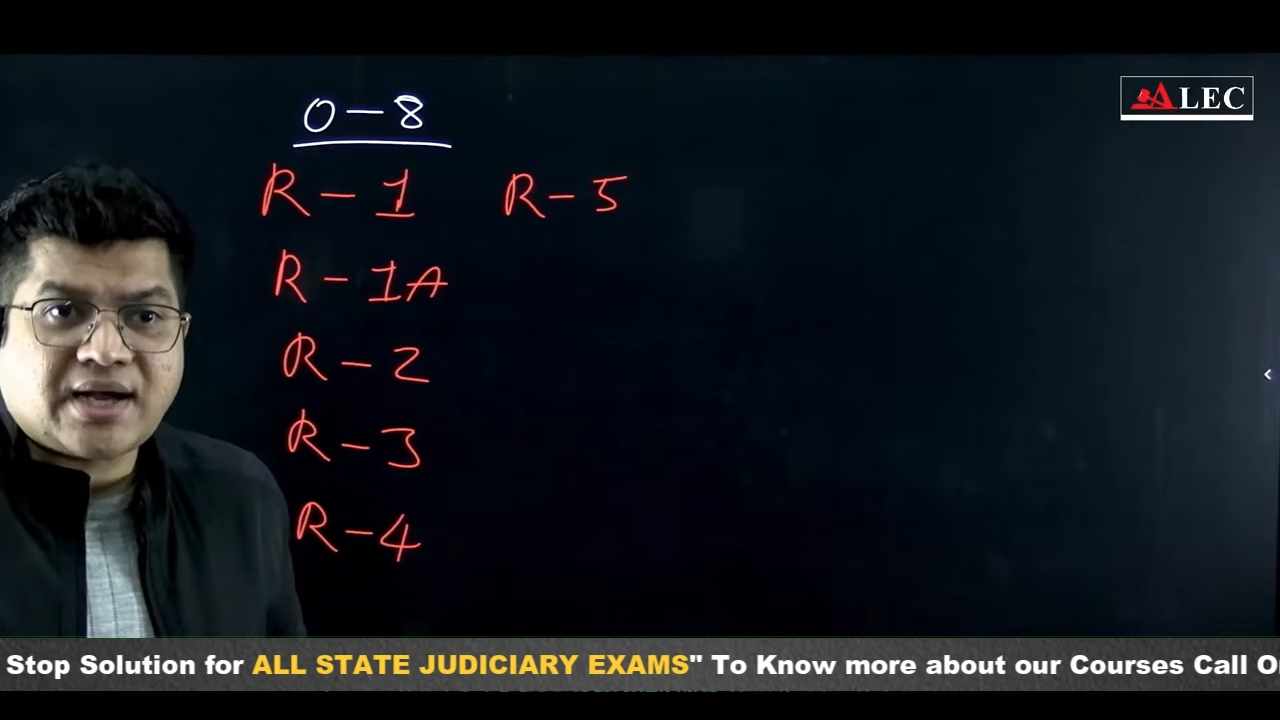 ALEC
O-8
R-1 R-5
R-1A
R-2
R-3
R-4
Stop Solution for ALL STATE JUDICIARY EXAMS" To Know more about our Courses Call O